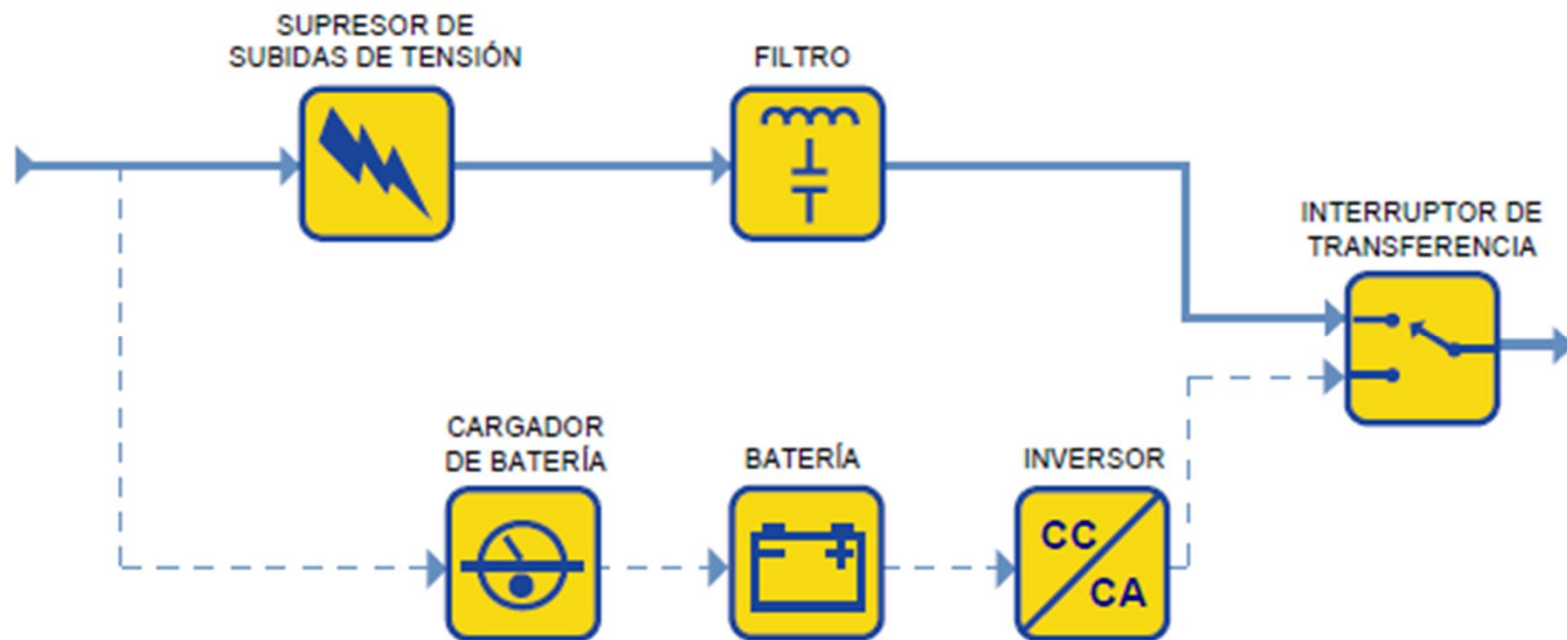 SUPRESOR DE
SUBIDAS DE TENSIÓN
FILTRO
INTERRUPTOR DE
TRANSFERENCIA
CARGADOR
DE BATERÍA
BATERÍA
INVERSOR
CC
CA